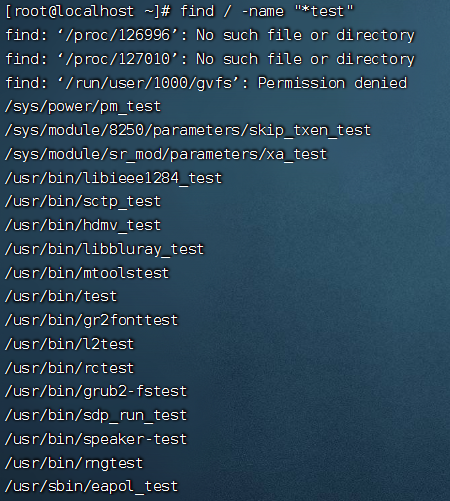 [root@localhost ~]# find / -name "*test"
find: ‘/proc/126996’: No such file or directory
find: ‘/proc/127010’: No such file or directory
find: ‘/run/user/1000/gvfs’: Permission denied
/sys/power/pm_test
/sys/module/8250/parameters/skip_txen_test
/sys/module/sr_mod/parameters/xa_test
/usr/bin/libieee1284_test
/usr/bin/sctp_test
/usr/bin/hdmv_test
/usr/bin/libbluray_test
/usr/bin/mtoolstest
/usr/bin/test
/usr/bin/gr2fonttest
/usr/bin/l2test
/usr/bin/rctest
/usr/bin/grub2-fstest
/usr/bin/sdp_run_test
/usr/bin/speaker-test
/usr/bin/rngtest
/usr/sbin/eapol_test